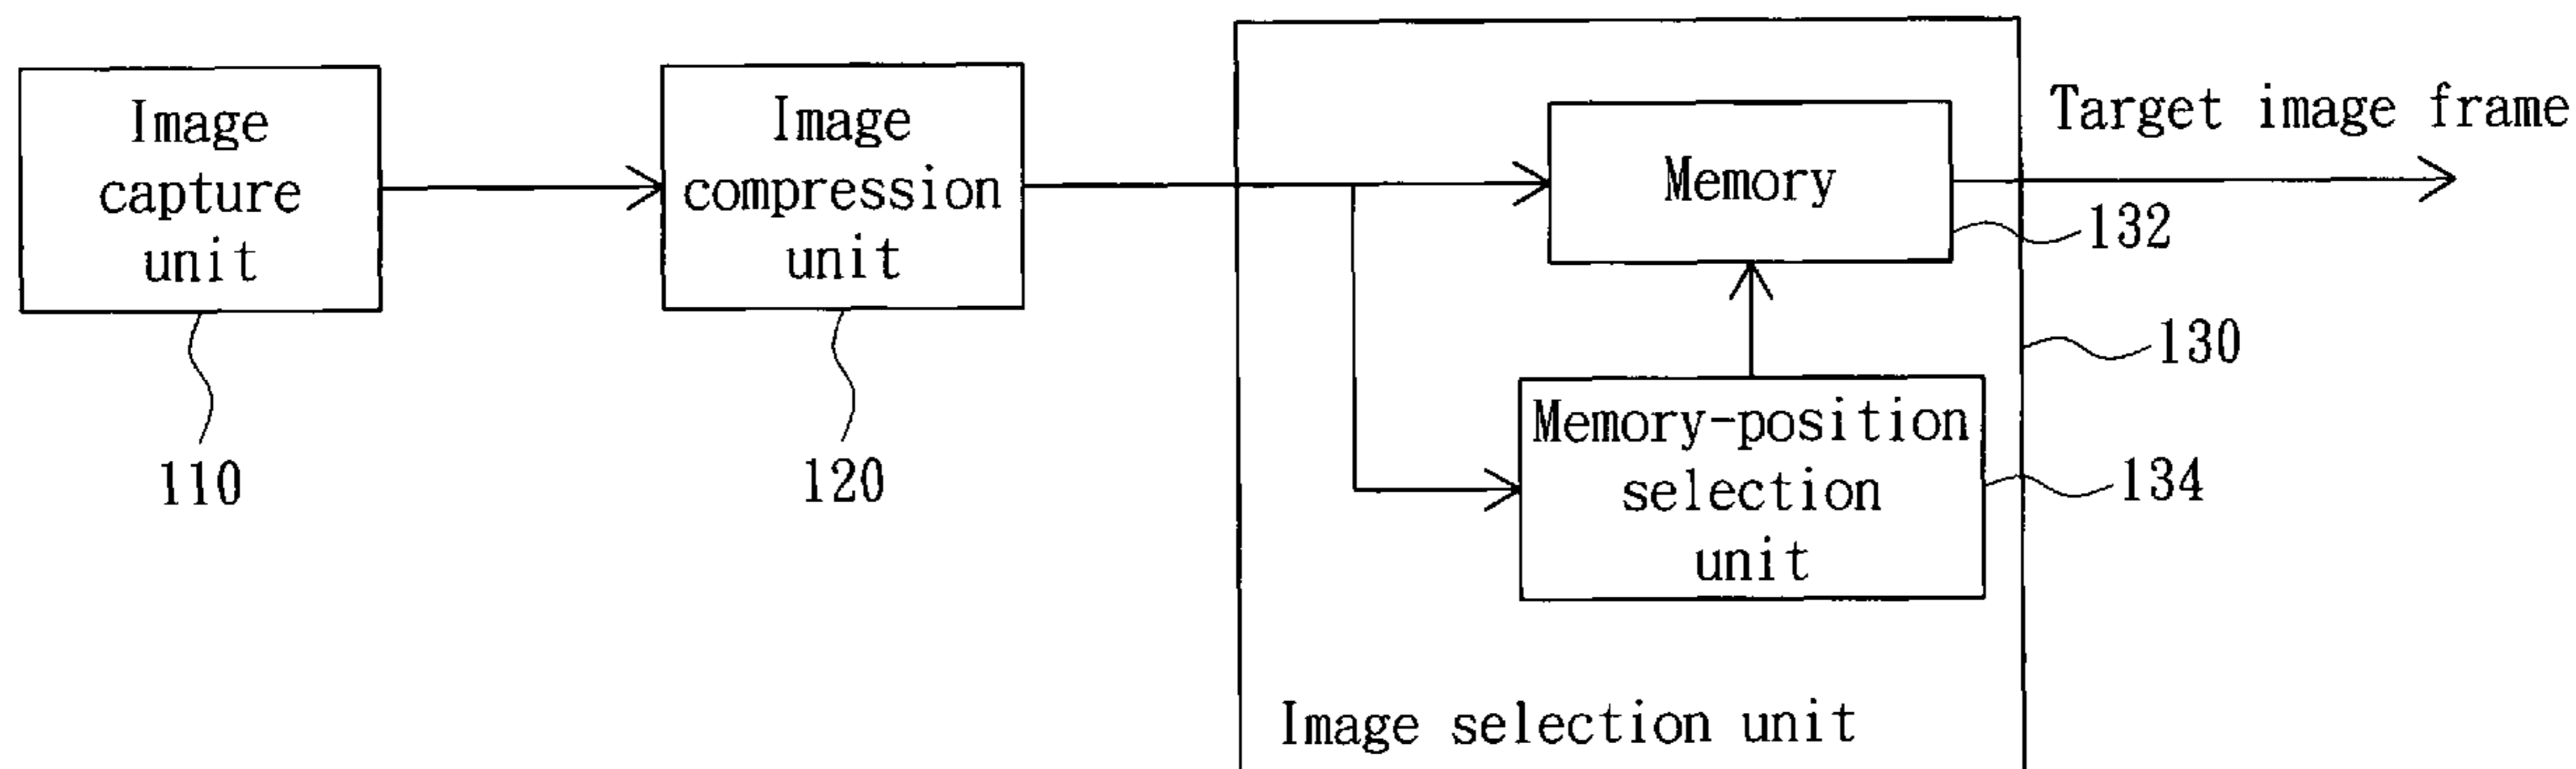 Image
capture
unit
110
Image
compression
unit
120
Memory
132
Target image frame
130
Memory-position
selection
unit
134
Image selection unit